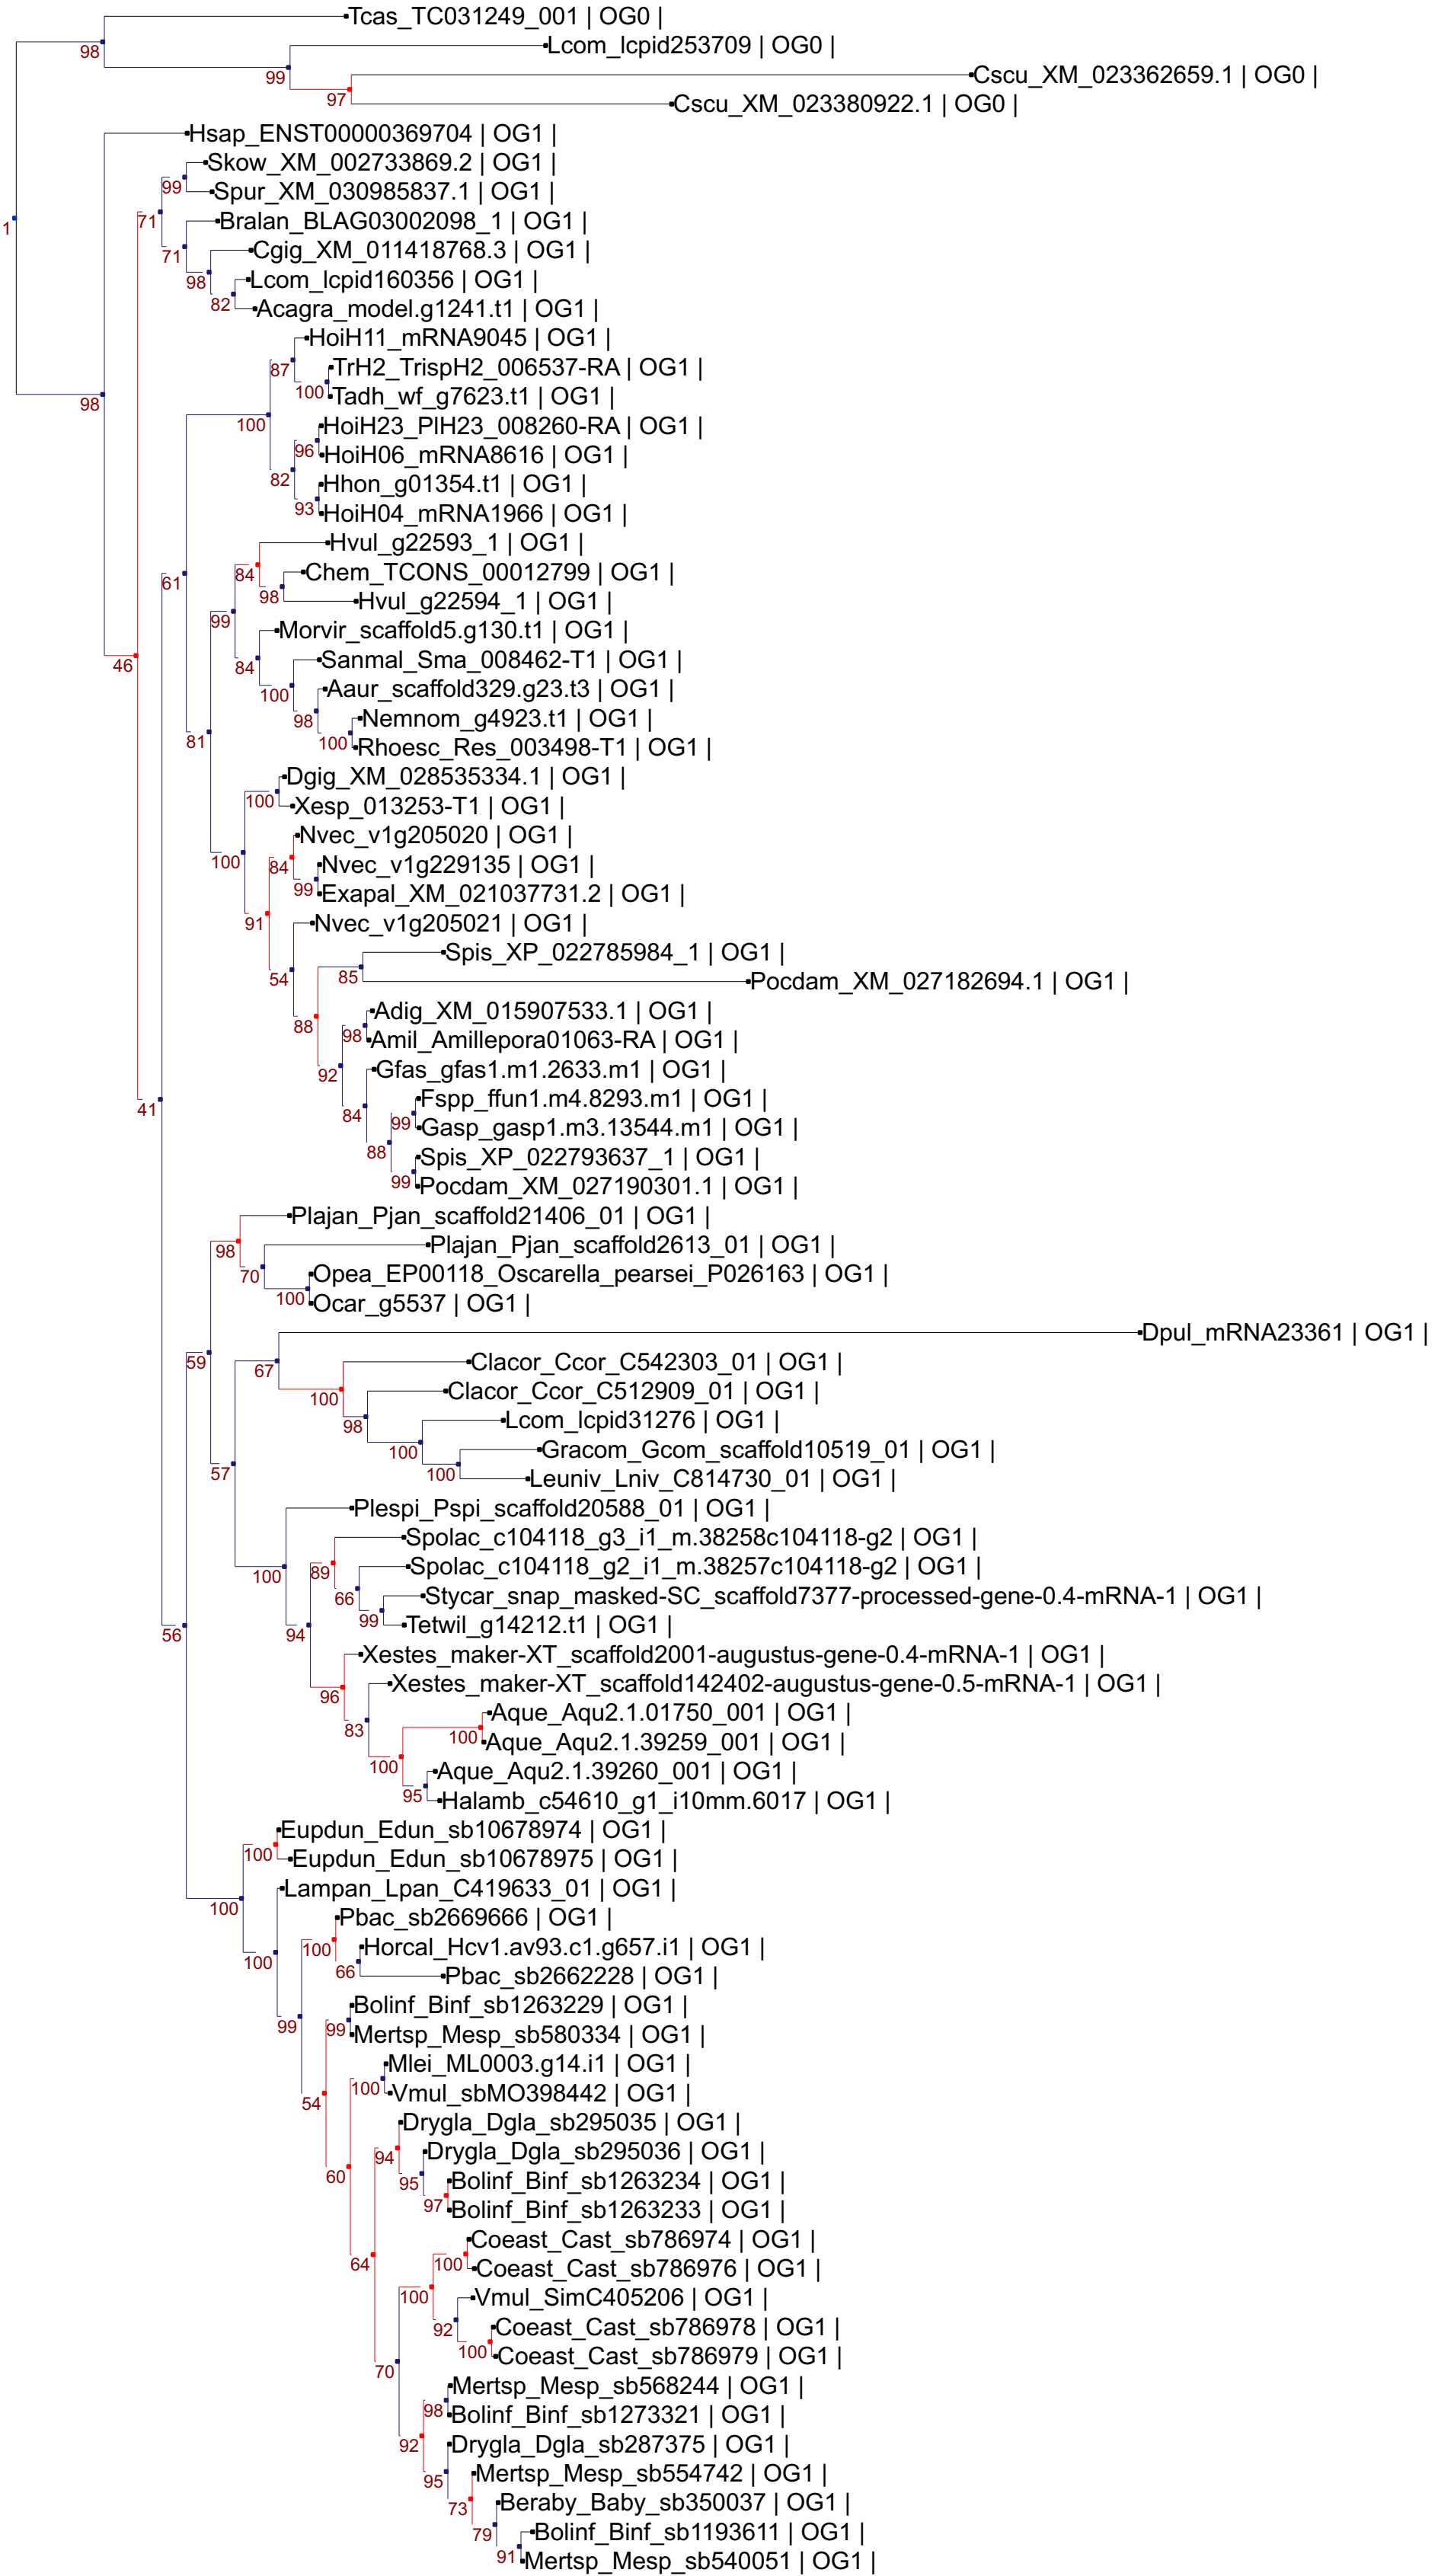 Tcas_TC031249_001 | OG0 |
98
Lcom_lcpid253709 | OG0 |
99
Cscu_XM_023362659.1 | OG0 |
97
Cscu_XM_023380922.1 | OG0 |
Hsap_ENST00000369704 | OG1 |
Skow_XM_002733869.2 | OG1 |
99
Spur_XM_030985837.1 | OG1 |
71
1
Bralan_BLAG03002098_1 | OG1 |
71
Cgig_XM_011418768.3 | OG1 |
98
Lcom_lcpid160356 | OG1 |
82
Acagra_model.g1241.t1 | OG1 |
HoiH11_mRNA9045 | OG1 |
87
TrH2_TrispH2_006537-RA | OG1 |
100
Tadh_wf_g7623.t1 | OG1 |
98
100
HoiH23_PlH23_008260-RA | OG1 |
96
HoiH06_mRNA8616 | OG1 |
82
Hhon_g01354.t1 | OG1 |
93
HoiH04_mRNA1966 | OG1 |
Hvul_g22593_1 | OG1 |
84
61
Chem_TCONS_00012799 | OG1 |
98
Hvul_g22594_1 | OG1 |
99
Morvir_scaffold5.g130.t1 | OG1 |
46
84
Sanmal_Sma_008462-T1 | OG1 |
100
Aaur_scaffold329.g23.t3 | OG1 |
98
Nemnom_g4923.t1 | OG1 |
81
100
Rhoesc_Res_003498-T1 | OG1 |
Dgig_XM_028535334.1 | OG1 |
100
Xesp_013253-T1 | OG1 |
Nvec_v1g205020 | OG1 |
100
84
Nvec_v1g229135 | OG1 |
99
Exapal_XM_021037731.2 | OG1 |
91
Nvec_v1g205021 | OG1 |
Spis_XP_022785984_1 | OG1 |
54
85
Pocdam_XM_027182694.1 | OG1 |
Adig_XM_015907533.1 | OG1 |
88
98
Amil_Amillepora01063-RA | OG1 |
92
Gfas_gfas1.m1.2633.m1 | OG1 |
Fspp_ffun1.m4.8293.m1 | OG1 |
41
84
99
Gasp_gasp1.m3.13544.m1 | OG1 |
88
Spis_XP_022793637_1 | OG1 |
99
Pocdam_XM_027190301.1 | OG1 |
Plajan_Pjan_scaffold21406_01 | OG1 |
98
Plajan_Pjan_scaffold2613_01 | OG1 |
70
Opea_EP00118_Oscarella_pearsei_P026163 | OG1 |
100
Ocar_g5537 | OG1 |
Dpul_mRNA23361 | OG1 |
59
67
Clacor_Ccor_C542303_01 | OG1 |
100
Clacor_Ccor_C512909_01 | OG1 |
98
Lcom_lcpid31276 | OG1 |
100
Gracom_Gcom_scaffold10519_01 | OG1 |
57
100
Leuniv_Lniv_C814730_01 | OG1 |
Plespi_Pspi_scaffold20588_01 | OG1 |
Spolac_c104118_g3_i1_m.38258c104118-g2 | OG1 |
100
89
Spolac_c104118_g2_i1_m.38257c104118-g2 | OG1 |
66
Stycar_snap_masked-SC_scaffold7377-processed-gene-0.4-mRNA-1 | OG1 |
99
Tetwil_g14212.t1 | OG1 |
56
94
Xestes_maker-XT_scaffold2001-augustus-gene-0.4-mRNA-1 | OG1 |
96
Xestes_maker-XT_scaffold142402-augustus-gene-0.5-mRNA-1 | OG1 |
83
Aque_Aqu2.1.01750_001 | OG1 |
100
Aque_Aqu2.1.39259_001 | OG1 |
100
Aque_Aqu2.1.39260_001 | OG1 |
95
Halamb_c54610_g1_i10mm.6017 | OG1 |
Eupdun_Edun_sb10678974 | OG1 |
100
Eupdun_Edun_sb10678975 | OG1 |
Lampan_Lpan_C419633_01 | OG1 |
100
Pbac_sb2669666 | OG1 |
100
100
Horcal_Hcv1.av93.c1.g657.i1 | OG1 |
66
Pbac_sb2662228 | OG1 |
Bolinf_Binf_sb1263229 | OG1 |
99
99
Mertsp_Mesp_sb580334 | OG1 |
Mlei_ML0003.g14.i1 | OG1 |
100
Vmul_sbMO398442 | OG1 |
54
Drygla_Dgla_sb295035 | OG1 |
94
Drygla_Dgla_sb295036 | OG1 |
60
95
Bolinf_Binf_sb1263234 | OG1 |
97
Bolinf_Binf_sb1263233 | OG1 |
Coeast_Cast_sb786974 | OG1 |
64
100
Coeast_Cast_sb786976 | OG1 |
100
Vmul_SimC405206 | OG1 |
92
Coeast_Cast_sb786978 | OG1 |
100
Coeast_Cast_sb786979 | OG1 |
70
Mertsp_Mesp_sb568244 | OG1 |
98
Bolinf_Binf_sb1273321 | OG1 |
92
Drygla_Dgla_sb287375 | OG1 |
95
Mertsp_Mesp_sb554742 | OG1 |
73
Beraby_Baby_sb350037 | OG1 |
79
Bolinf_Binf_sb1193611 | OG1 |
91
Mertsp_Mesp_sb540051 | OG1 |